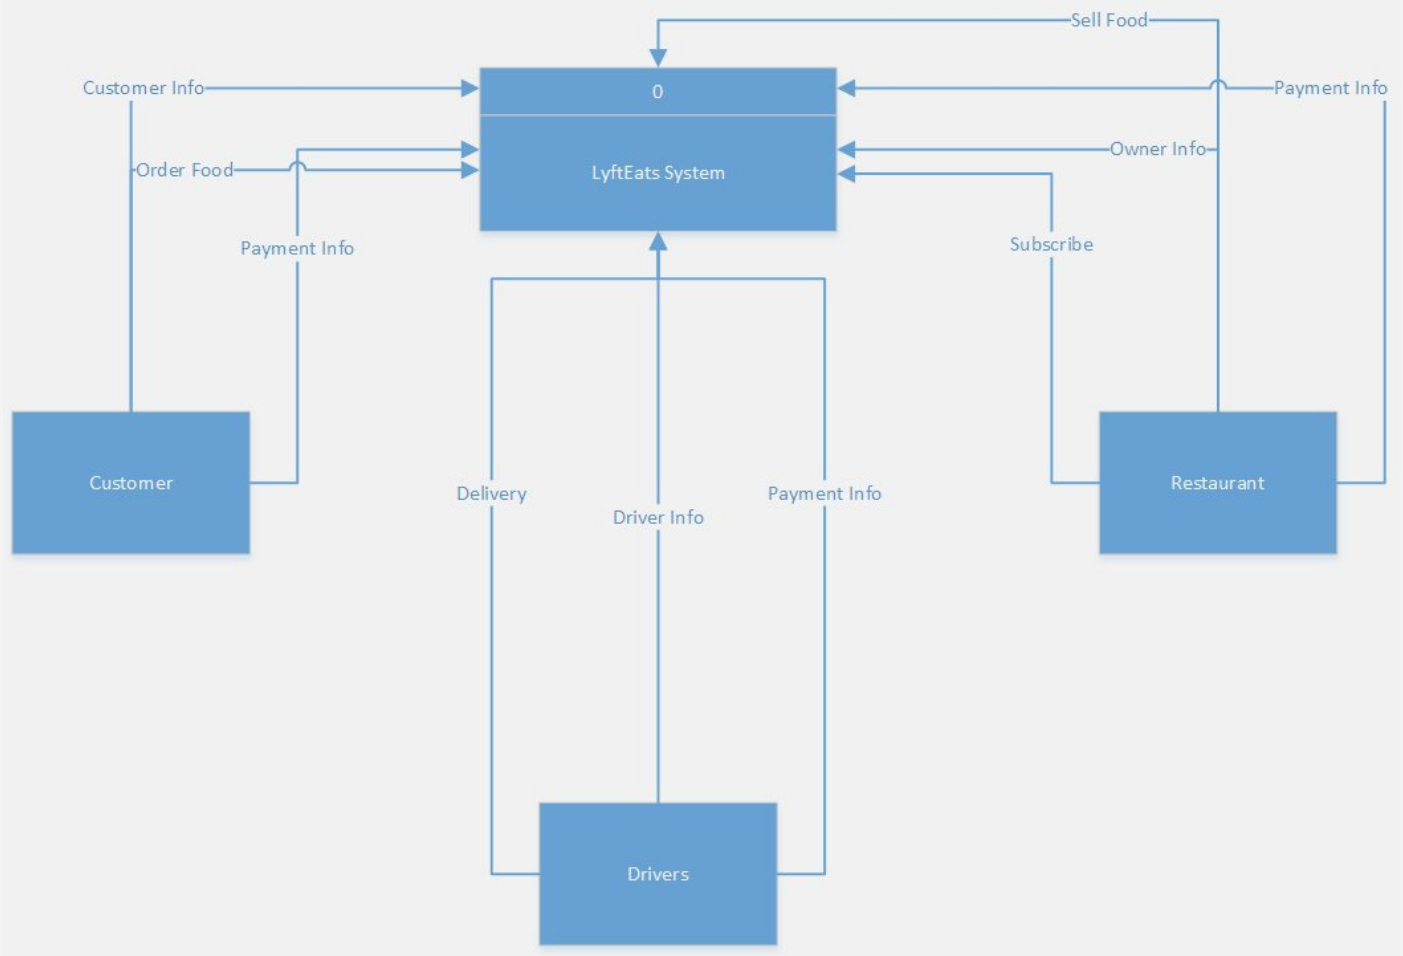 Sell Food
Customer Info
0
Payment Info
Order Food
LyftEats System
Owner Info
Payment Info
Subscribe
Customer
Delivery
Driver Info
Payment Info
Restaurant
Drivers